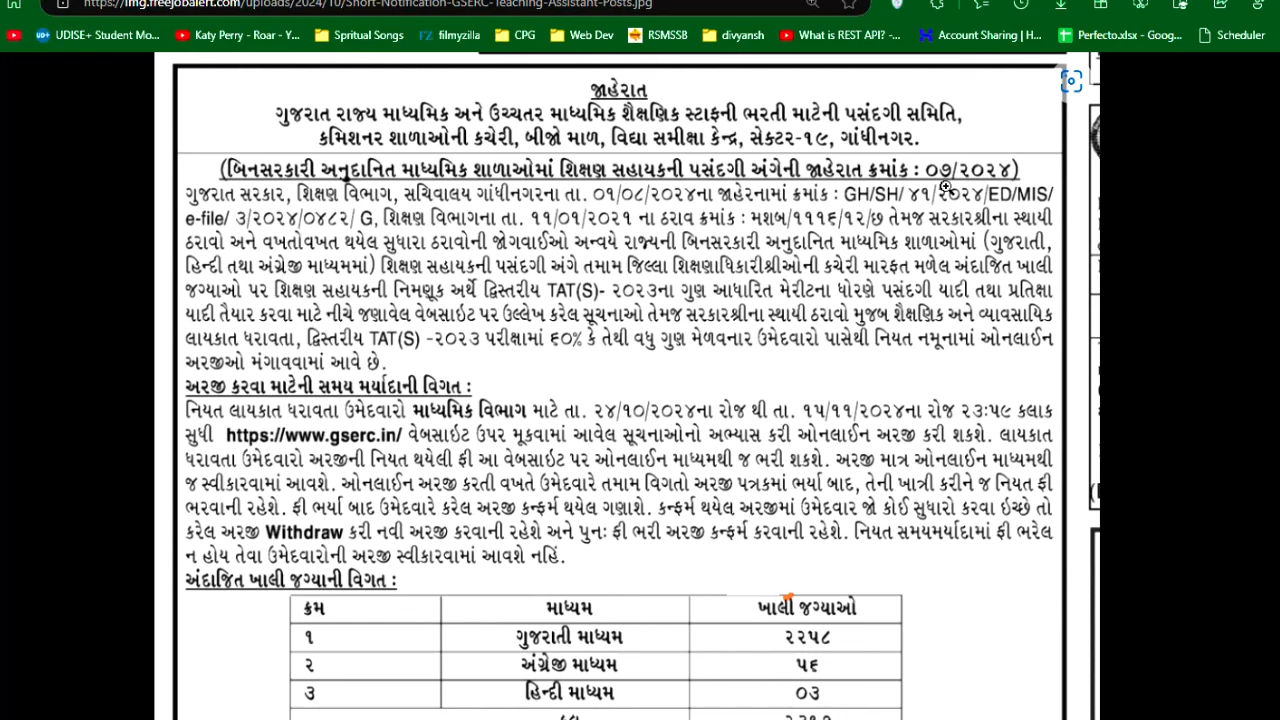 https://img.freejobalert.com/uploads/2024/10/Short-Notification-GSERC-Teaching-Assistant-Posts.jpg
UDISE+ Student Mo... Katy Perry - Roar - Y... Spritual Songs filmyzilla CPG Web Dev RSMSSB divyansh What is REST API? -... Account Sharing | H... Perfecto.xlsx - Goog... Scheduler
જાહેરાત
ગુજરાત રાજ્ય માધ્યમિક અને ઉચ્ચતર માધ્યમિક શૈક્ષણિક સ્ટાફની ભરતી માટેની પસંદગી સમિતિ,
કમિશનર શાળાઓની કચેરી, બીજો માળ, વિદ્યા સમીક્ષા કેન્દ્ર, સેક્ટર-૧૯, ગાંધીનગર.
(બિનસરકારી અનુદાનિત માધ્યમિક શાળાઓમાં શિક્ષણ સહાયકની પસંદગી અંગેની જાહેરાત ક્રમાંક : ૦૭/૨૦૨૪)
ગુજરાત સરકાર, શિક્ષણ વિભાગ, સચિવાલય ગાંધીનગરના તા. ૦૧/૦૮/૨૦૨૪ના જાહેરનામાં ક્રમાંક : GH/SH/ ૪૧/૨૦૨૪/ED/MIS/
e-file/ ૩/૨૦૨૪/૦૪૮૨/ G, શિક્ષણ વિભાગના તા. ૧૧/૦૧/૨૦૨૧ ના ઠરાવ ક્રમાંક : મશબ/૧૧૧૬/૧૨/છ તેમજ સરકારશ્રીના સ્થાયી
ઠરાવો અને વખતોવખત થયેલ સુધારા ઠરાવોની જોગવાઈઓ અન્વયે રાજ્યની બિનસરકારી અનુદાનિત માધ્યમિક શાળાઓમાં (ગુજરાતી,
હિન્દી તથા અંગ્રેજી માધ્યમમાં) શિક્ષણ સહાયકની પસંદગી અંગે તમામ જિલ્લા શિક્ષણાધિકારીશ્રીઓની કચેરી મારફત મળેલ અંદાજિત ખાલી
જગ્યાઓ પર શિક્ષણ સહાયકની નિમણૂક અર્થે દ્વિસ્તરીય TAT(S)- ૨૦૨૩ના ગુણ આધારિત મેરીટના ધોરણે પસંદગી યાદી તથા પ્રતિક્ષા
યાદી તૈયાર કરવા માટે નીચે જણાવેલ વેબસાઇટ પર ઉલ્લેખ કરેલ સૂચનાઓ તેમજ સરકારશ્રીના સ્થાયી ઠરાવો મુજબ શૈક્ષણિક અને વ્યાવસાયિક
લાયકાત ધરાવતા, દ્વિસ્તરીય TAT(S) -૨૦૨૩ પરીક્ષામાં ૬૦% કે તેથી વધુ ગુણ મેળવનાર ઉમેદવારો પાસેથી નિયત નમૂનામાં ઓનલાઈન
અરજીઓ મંગાવવામાં આવે છે.
અરજી કરવા માટેની સમય મર્યાદાની વિગત :
નિયત લાયકાત ધરાવતા ઉમેદવારો માધ્યમિક વિભાગ માટે તા. ૨૪/૧૦/૨૦૨૪ના રોજ થી તા. ૧૫/૧૧/૨૦૨૪ના રોજ ૨૩:૫૯ કલાક
સુધી https://www.gserc.in/ વેબસાઇટ ઉપર મૂકવામાં આવેલ સૂચનાઓનો અભ્યાસ કરી ઓનલાઈન અરજી કરી શકશે. લાયકાત
ધરાવતા ઉમેદવારો અરજીની નિયત થયેલી ફી આ વેબસાઇટ પર ઓનલાઈન માધ્યમથી જ ભરી શકશે. અરજી માત્ર ઓનલાઈન માધ્યમથી
જ સ્વીકારવામાં આવશે. ઓનલાઈન અરજી કરતી વખતે ઉમેદવારે તમામ વિગતો અરજી પત્રકમાં ભર્યા બાદ, તેની ખાત્રી કરીને જ નિયત ફી
ભરવાની રહેશે. ફી ભર્યા બાદ ઉમેદવારે કરેલ અરજી કન્ફર્મ થયેલ ગણાશે. કન્ફર્મ થયેલ અરજીમાં ઉમેદવાર જો કોઈ સુધારો કરવા ઇચ્છે તો
કરેલ અરજી Withdraw કરી નવી અરજી કરવાની રહેશે અને પુનઃ ફી ભરી અરજી કન્ફર્મ કરવાની રહેશે. નિયત સમયમર્યાદામાં ફી ભરેલ
ન હોય તેવા ઉમેદવારોની અરજી સ્વીકારવામાં આવશે નહિં.
અંદાજિત ખાલી જગ્યાની વિગત :
ક્રમ માધ્યમ ખાલી જગ્યાઓ
૧ ગુજરાતી માધ્યમ ૨૨૫૮
૨ અંગ્રેજી માધ્યમ ૫૬
૩ હિન્દી માધ્યમ ૦૩